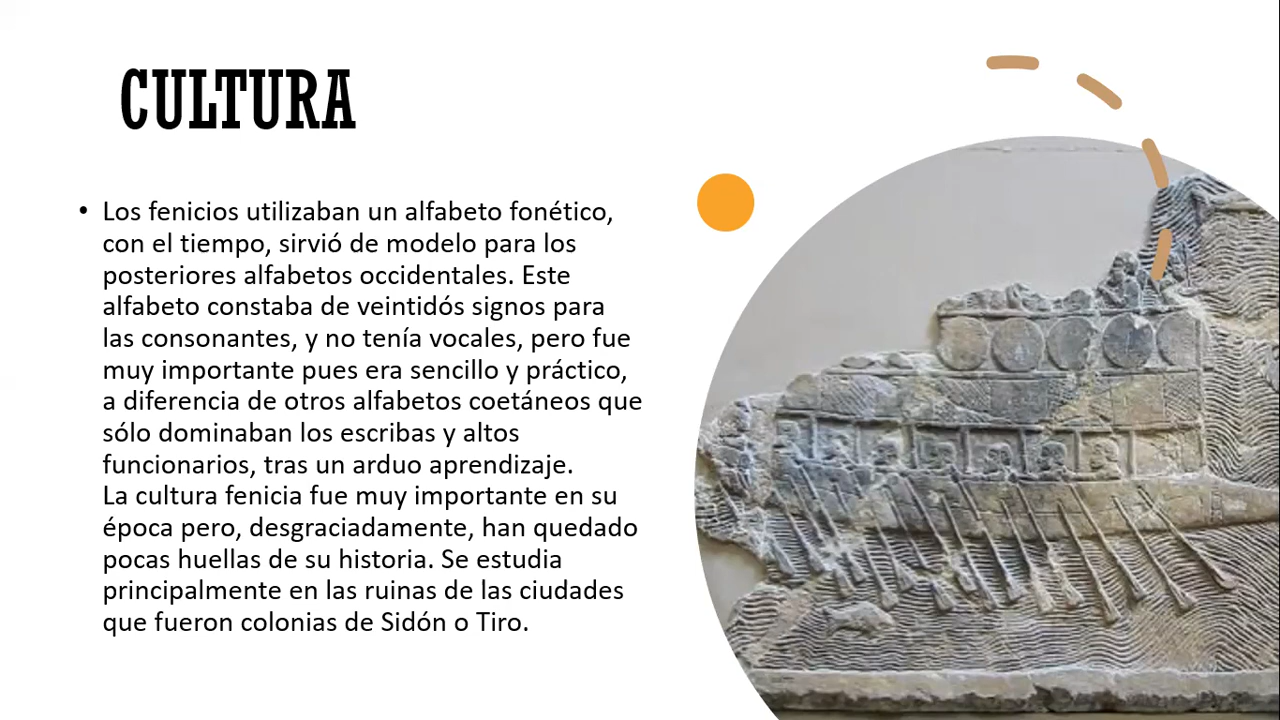 CULTURA
• Los fenicios utilizaban un alfabeto fonético,
con el tiempo, sirvió de modelo para los
posteriores alfabetos occidentales. Este
alfabeto constaba de veintidós signos para
las consonantes, y no tenía vocales, pero fue
muy importante pues era sencillo y práctico,
a diferencia de otros alfabetos coetáneos que
sólo dominaban los escribas y altos
funcionarios, tras un arduo aprendizaje.
La cultura fenicia fue muy importante en su
época pero, desgraciadamente, han quedado
pocas huellas de su historia. Se estudia
principalmente en las ruinas de las ciudades
que fueron colonias de Sidón o Tiro.